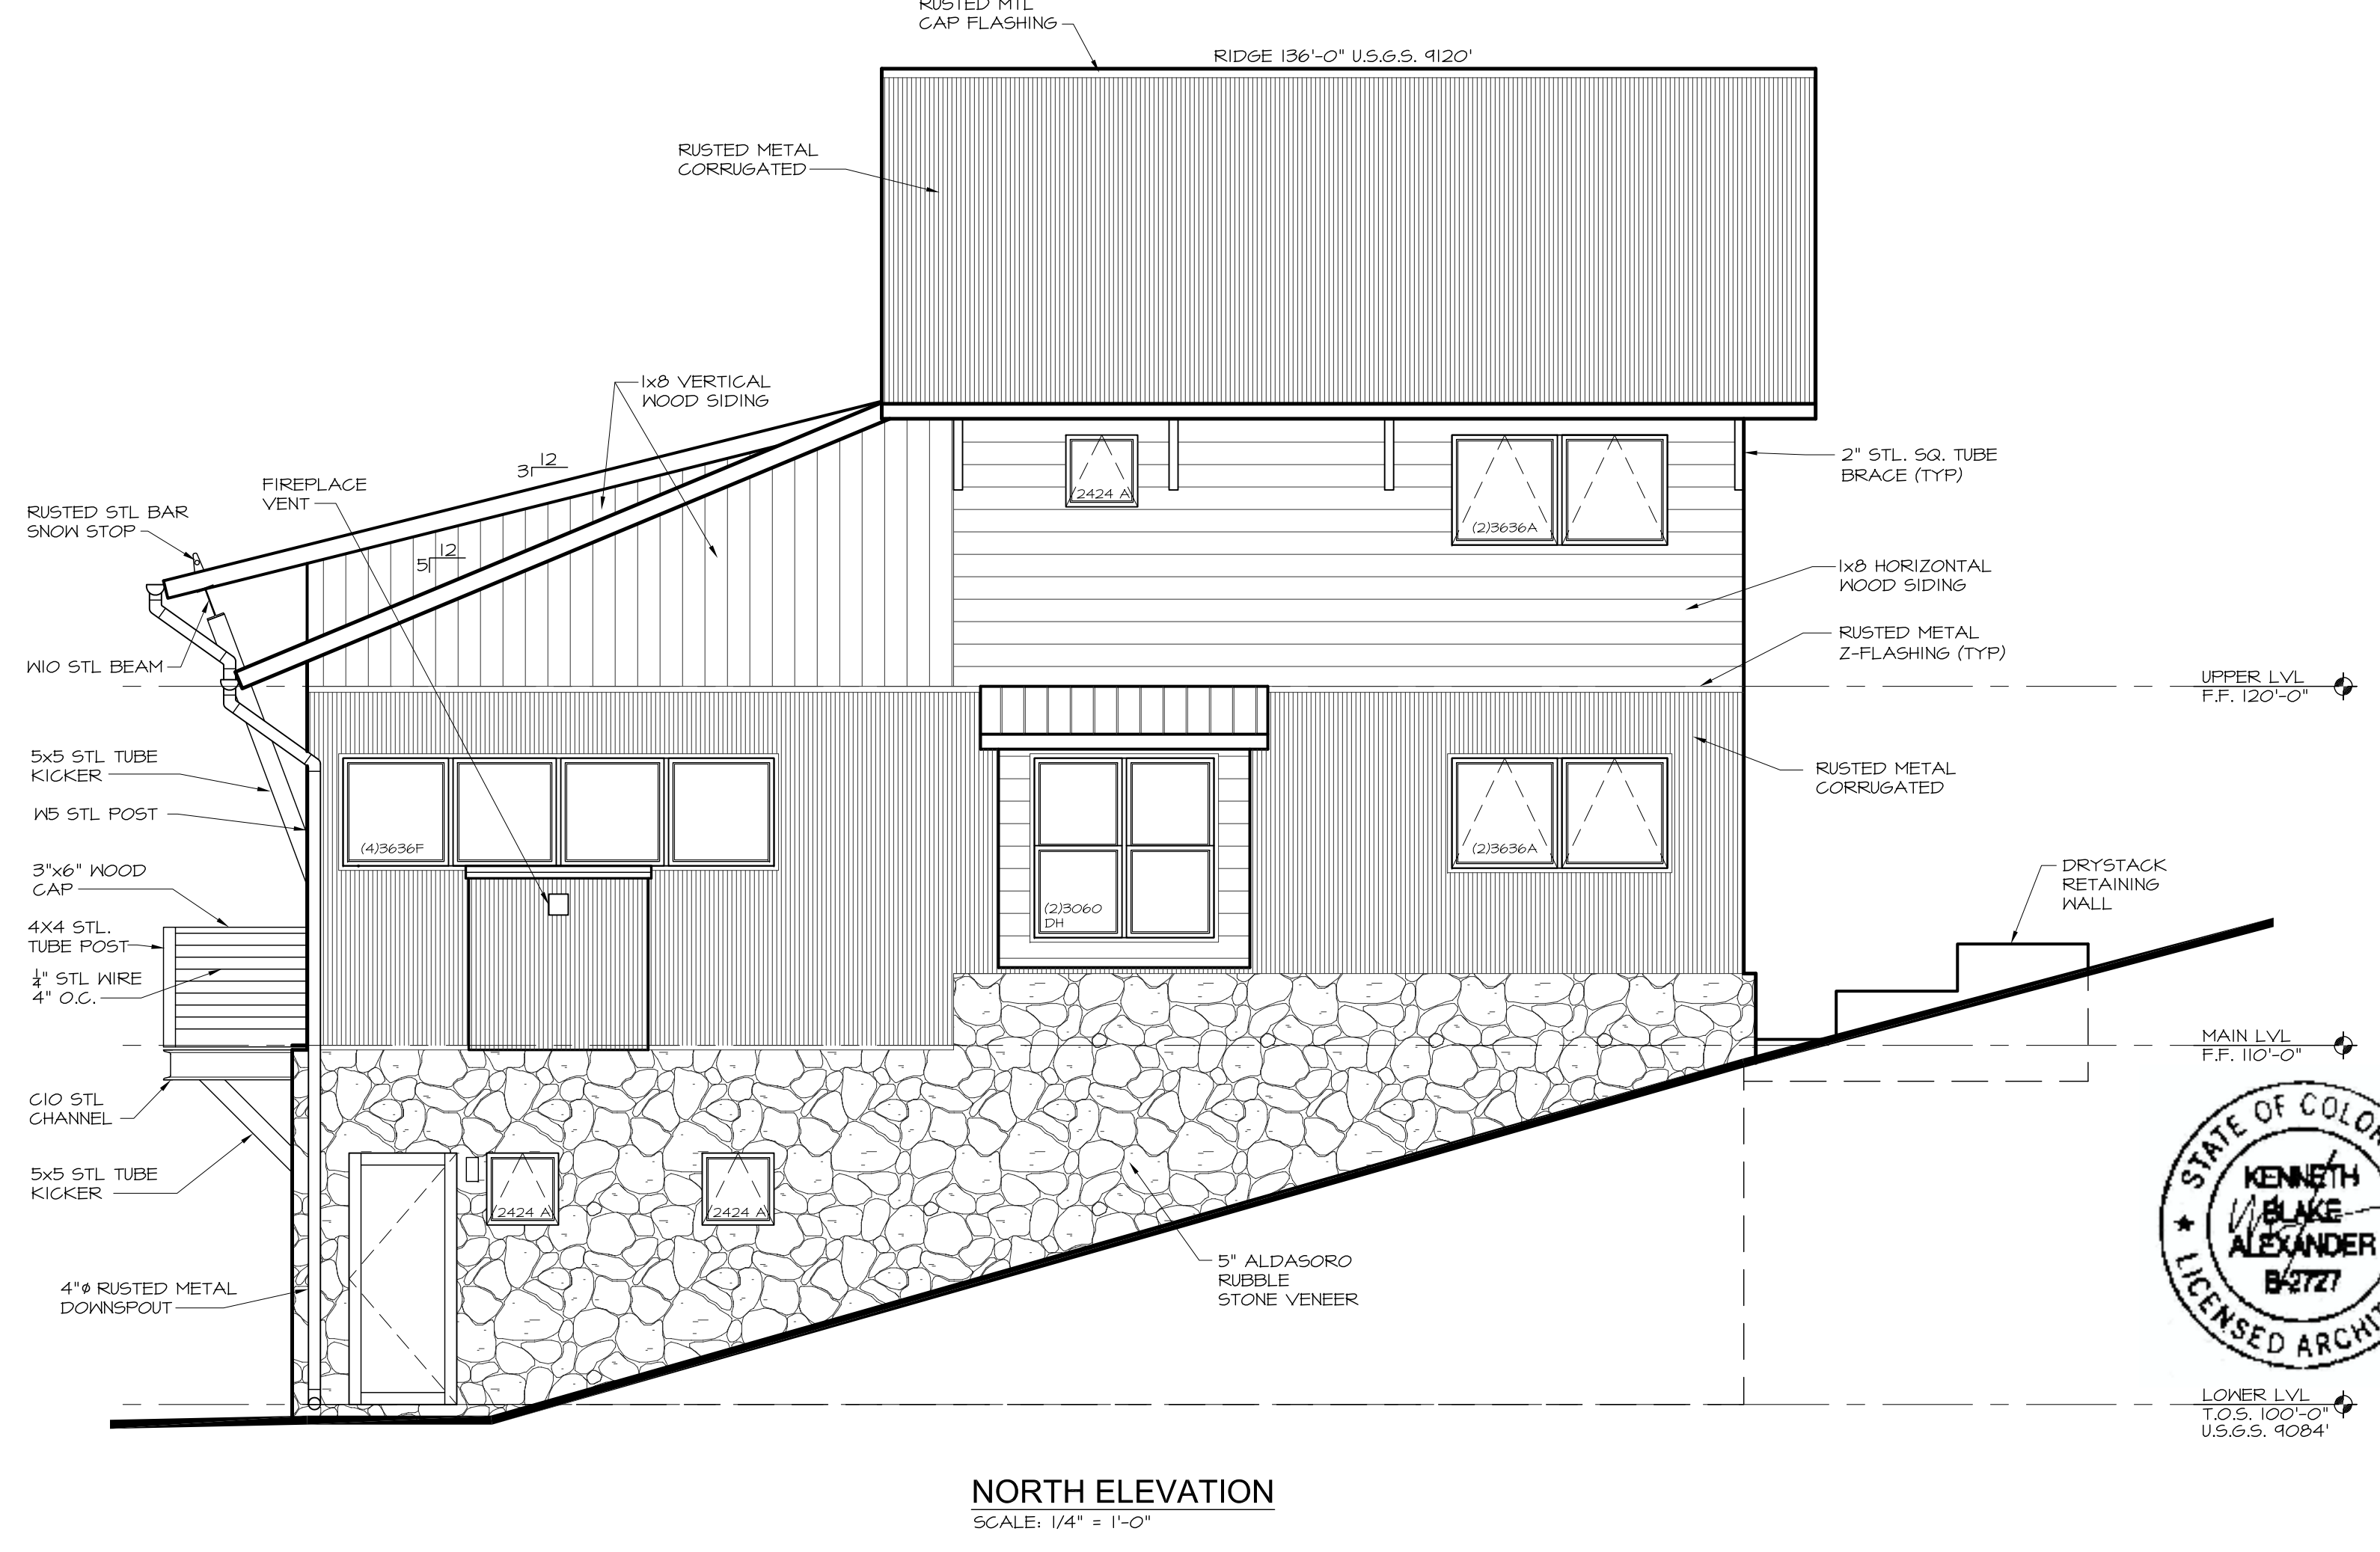 RUSTED MTL
CAP FLASHING
RIDGE 136'-0" U.S.G.S. 9120'
RUSTED METAL
CORRUGATED
1x8 VERTICAL
WOOD SIDING
12
3
FIREPLACE
VENT
RUSTED STL BAR
SNOW STOP
12
5
2424 A
(2)3636A
2" STL. SQ. TUBE
BRACE (TYP)
1x8 HORIZONTAL
WOOD SIDING
RUSTED METAL
Z-FLASHING (TYP)
W10 STL BEAM
UPPER LVL
F.F. 120'-0"
5x5 STL TUBE
KICKER
W5 STL POST
RUSTED METAL
CORRUGATED
(4)3636F
(2)3636A
3"x6" WOOD
CAP
(2)3060
DH
DRYSTACK
RETAINING
WALL
4X4 STL.
TUBE POST
¼" STL WIRE
4" O.C.
MAIN LVL
F.F. 110'-0"
C10 STL
CHANNEL
5x5 STL TUBE
KICKER
2424 A
2424 A
STATE OF COLOR
KENNETH
BLAKE
ALEXANDER
B-2727
LICENSED ARCHIT
5" ALDASORO
RUBBLE
STONE VENEER
4"ø RUSTED METAL
DOWNSPOUT
LOWER LVL
T.O.S. 100'-0"
U.S.G.S. 9084'
NORTH ELEVATION
SCALE: 1/4" = 1'-0"